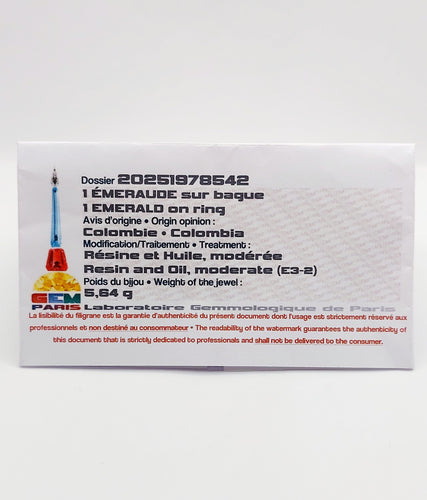 Dossier 20251978542
1 ÉMERAUDE sur bague
1 EMERALD on ring
Avis d'origine • Origin opinion :
Colombie • Colombia
Modification/Traitement • Treatment :
Résine et Huile, modérée
Resin and Oil, moderate (E3-2)
Poids du bijou • Weight of the jewel :
5,64 g
GEM
PARIS Laboratoire Gemmologique de Paris
La lisibilité du filigrane est la garantie d'authenticité du présent document dont l'usage est strictement réservé aux
professionnels et non destiné au consommateur • The readability of the watermark guarantees the authenticity of
this document that is strictly dedicated to professionals and shall not be delivered to the consumer.